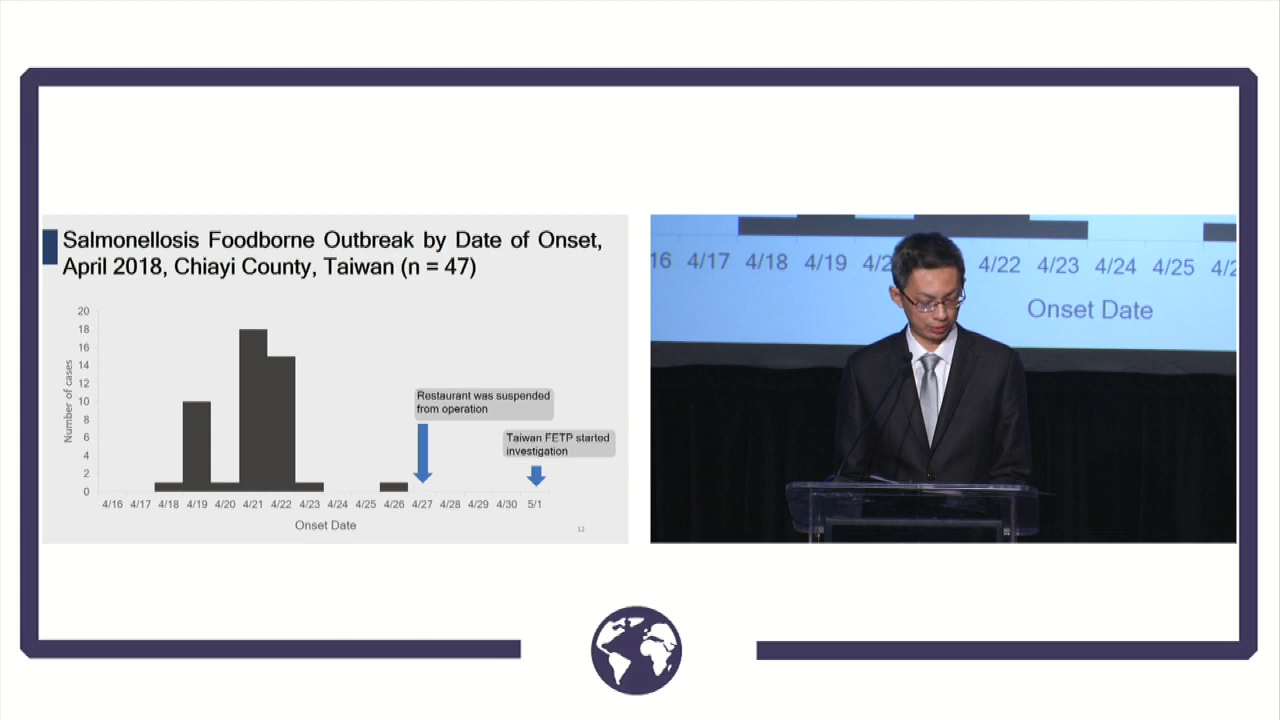 Salmonellosis Foodborne Outbreak by Date of Onset,
April 2018, Chiayi County, Taiwan (n = 47)
20
18
16
14
12
10
8
6
4
2
0
Number of cases
Restaurant was suspended
from operation
Taiwan FETP started
investigation
4/16 4/17 4/18 4/19 4/20 4/21 4/22 4/23 4/24 4/25 4/26 4/27 4/28 4/29 4/30 5/1
Onset Date
12
16 4/17 4/18 4/19 4/2 4/22 4/23 4/24 4/25 4/2
Onset Date